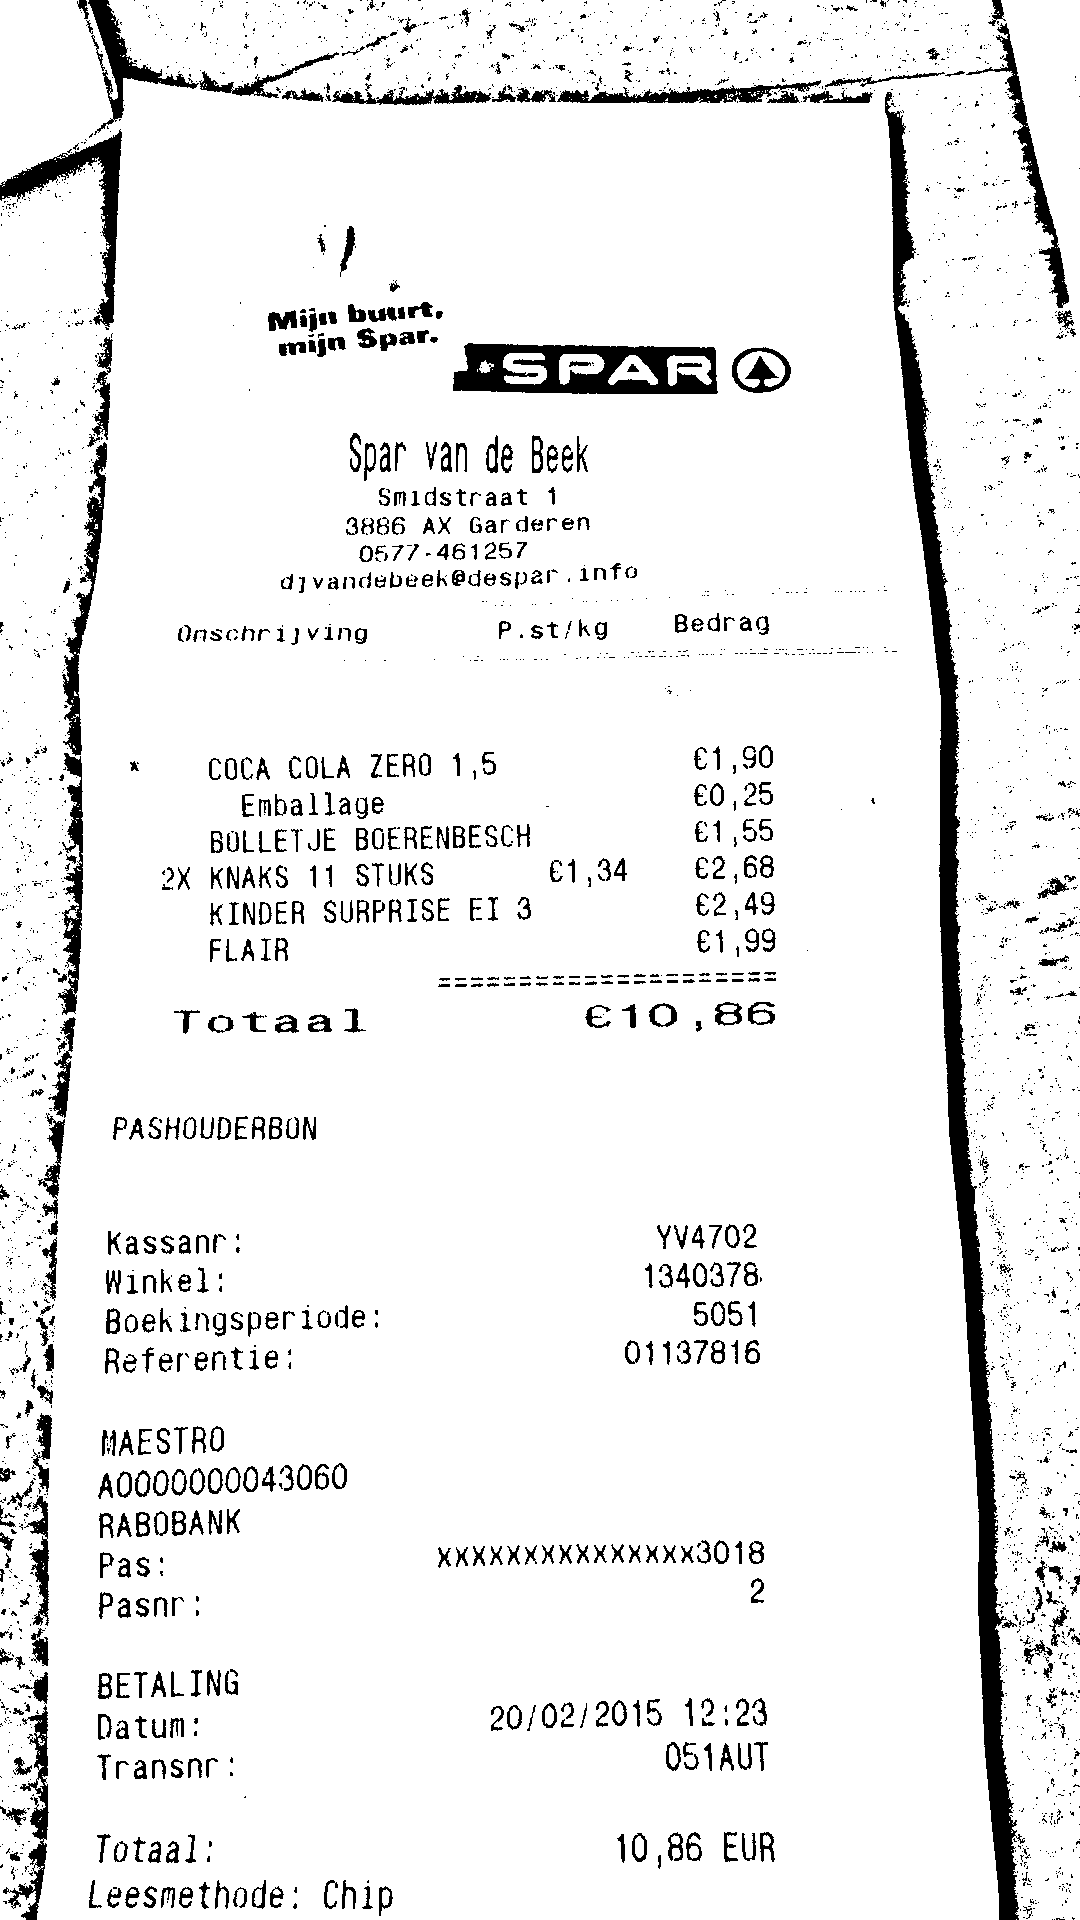 Mijn buurt,
mijn Spar.
SPAR
Spar van de Beek
Smidstraat 1
3886 AX Garderen
0577-461257
djvandebeek@despar.info
Omschrijving P.st/kg Bedrag
* COCA COLA ZERO 1,5 €1,90
Emballage €0,25
BOLLETJE BOERENBESCH €1,55
2X KNAKS 11 STUKS €1,34 €2,68
KINDER SURPRISE EI 3 €2,49
FLAIR €1,99
=====================
Totaal €10,86
PASHOUDERBON
Kassanr: YV4702
Winkel: 1340378
Boekingsperiode: 5051
Referentie: 01137816
MAESTRO
A0000000043060
RABOBANK
Pas: XXXXXXXXXXXXXXX3018
Pasnr: 2
BETALING
Datum: 20/02/2015 12:23
Transnr: 051AUT
Totaal: 10,86 EUR
Leesmethode: Chip